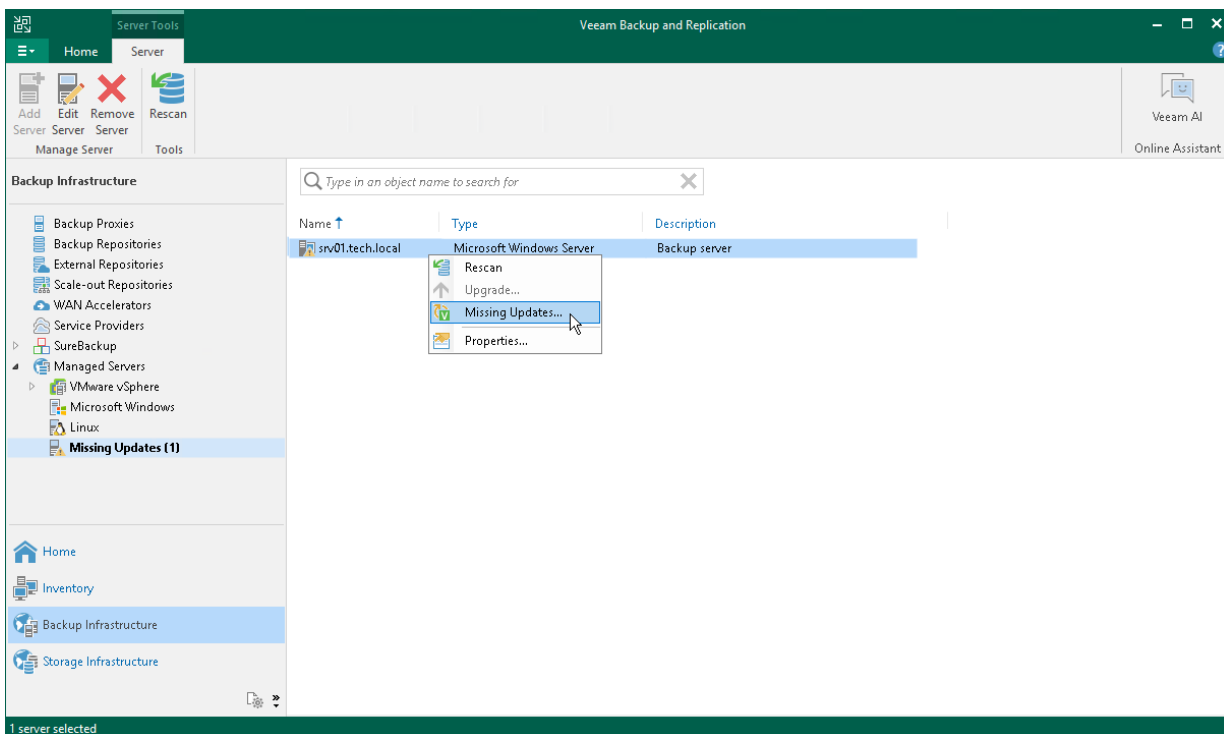 Server Tools
Veeam Backup and Replication
Home
Server
?
Add Server
Edit Server
Remove Server
Rescan
Veeam AI
Manage Server
Tools
Online Assistant
Backup Infrastructure
Backup Proxies
Backup Repositories
External Repositories
Scale-out Repositories
WAN Accelerators
Service Providers
SureBackup
Managed Servers
VMware vSphere
Microsoft Windows
Linux
Missing Updates (1)
Home
Inventory
Backup Infrastructure
Storage Infrastructure
Type in an object name to search for
Name Type Description
srv01.tech.local Microsoft Windows Server Backup server
Rescan
Upgrade...
Missing Updates...
Properties...
1 server selected